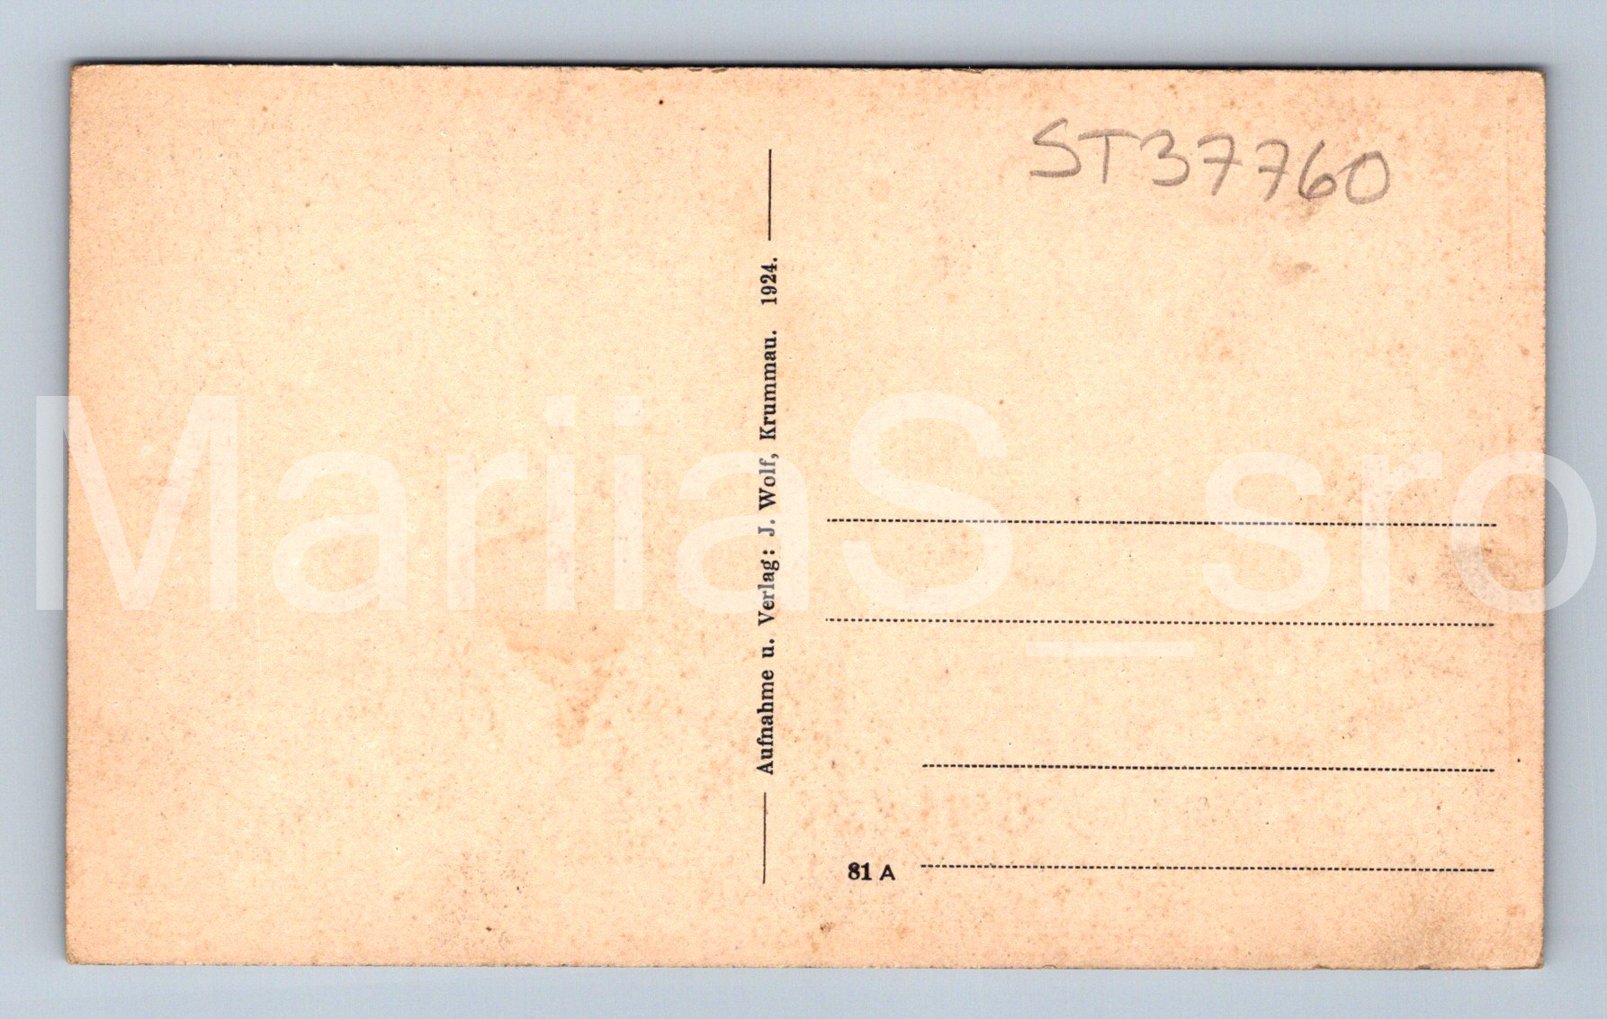 ST37760
Aufnahme u. Verlag: J. Wolf, Krummau. 1924.
MariiaS_sro
81 A